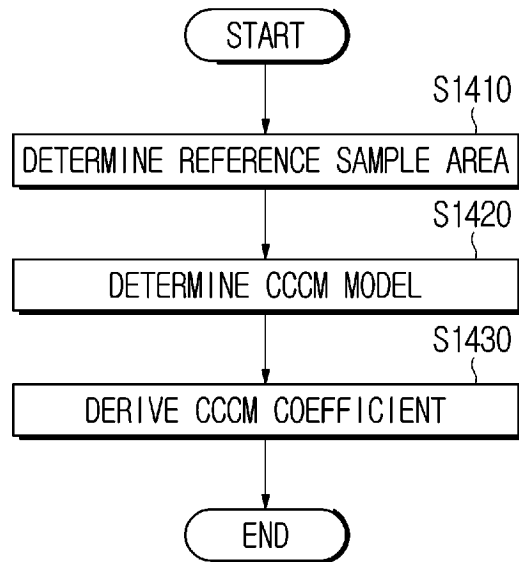 START
S1410
DETERMINE REFERENCE SAMPLE AREA
S1420
DETERMINE CCCM MODEL
S1430
DERIVE CCCM COEFFICIENT
END